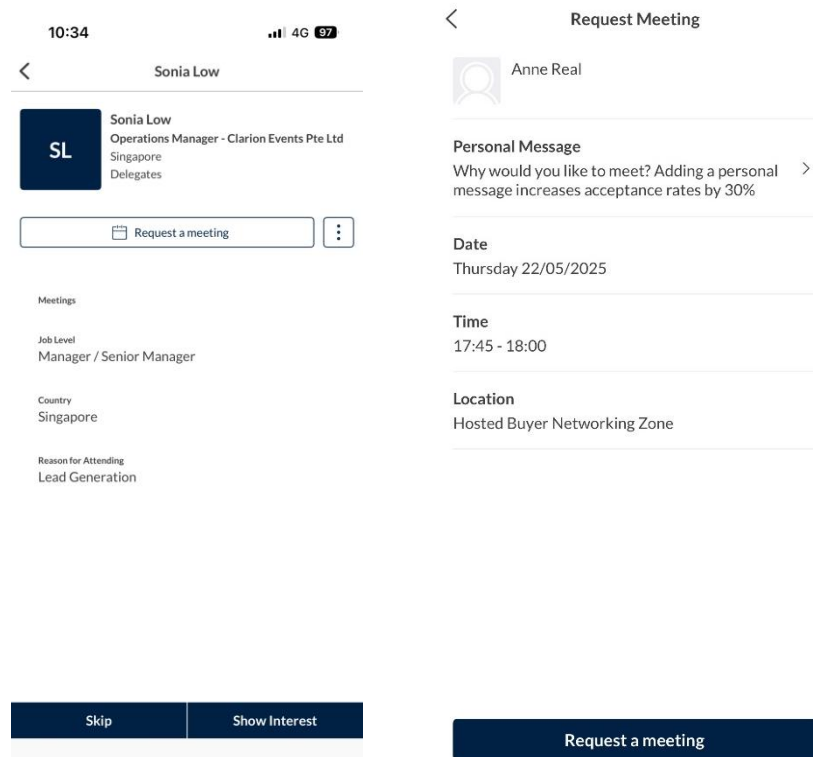 10:34
4G 97
Sonia Low
SL
Sonia Low
Operations Manager - Clarion Events Pte Ltd
Singapore
Delegates
Request a meeting
Meetings
Job Level
Manager / Senior Manager
Country
Singapore
Reason for Attending
Lead Generation
Skip
Show Interest
Request Meeting
Anne Real
Personal Message
Why would you like to meet? Adding a personal
message increases acceptance rates by 30%
Date
Thursday 22/05/2025
Time
17:45 - 18:00
Location
Hosted Buyer Networking Zone
Request a meeting